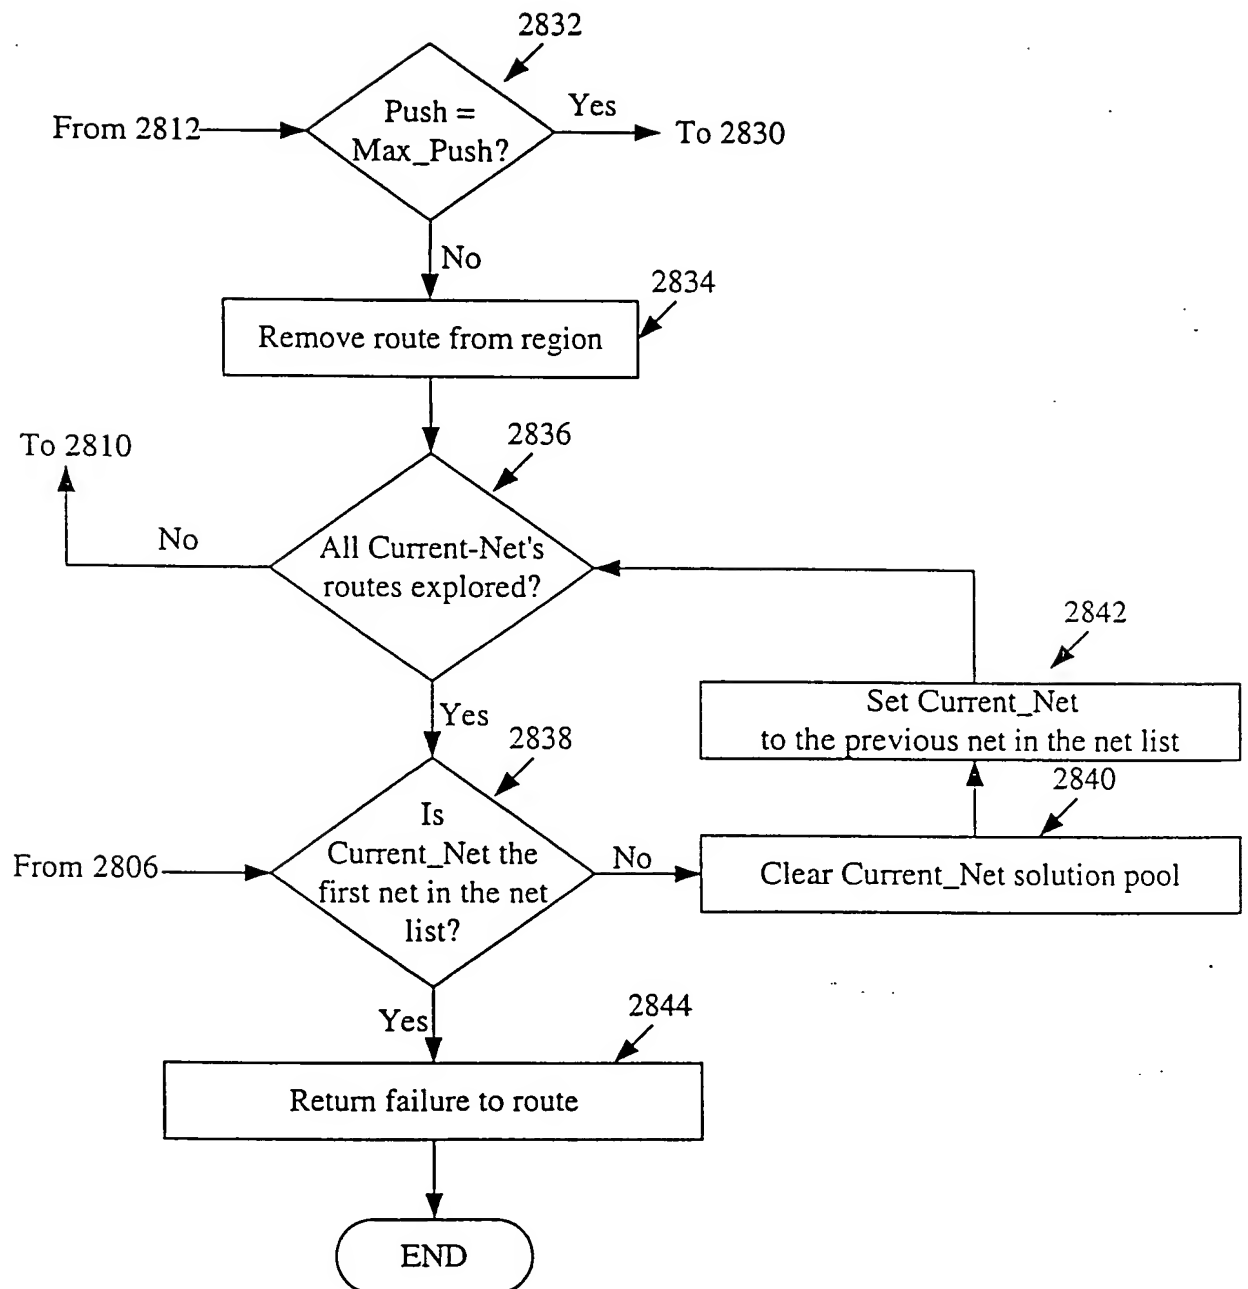 2832
Push =
Max_Push?
From 2812
Yes
To 2830
No
2834
Remove route from region
To 2810
2836
No
All Current-Net's
routes explored?
2842
Set Current_Net
to the previous net in the net list
Yes
2838
2840
Is
Current_Net the
first net in the net
list?
From 2806
No
Clear Current_Net solution pool
Yes
2844
Return failure to route
END